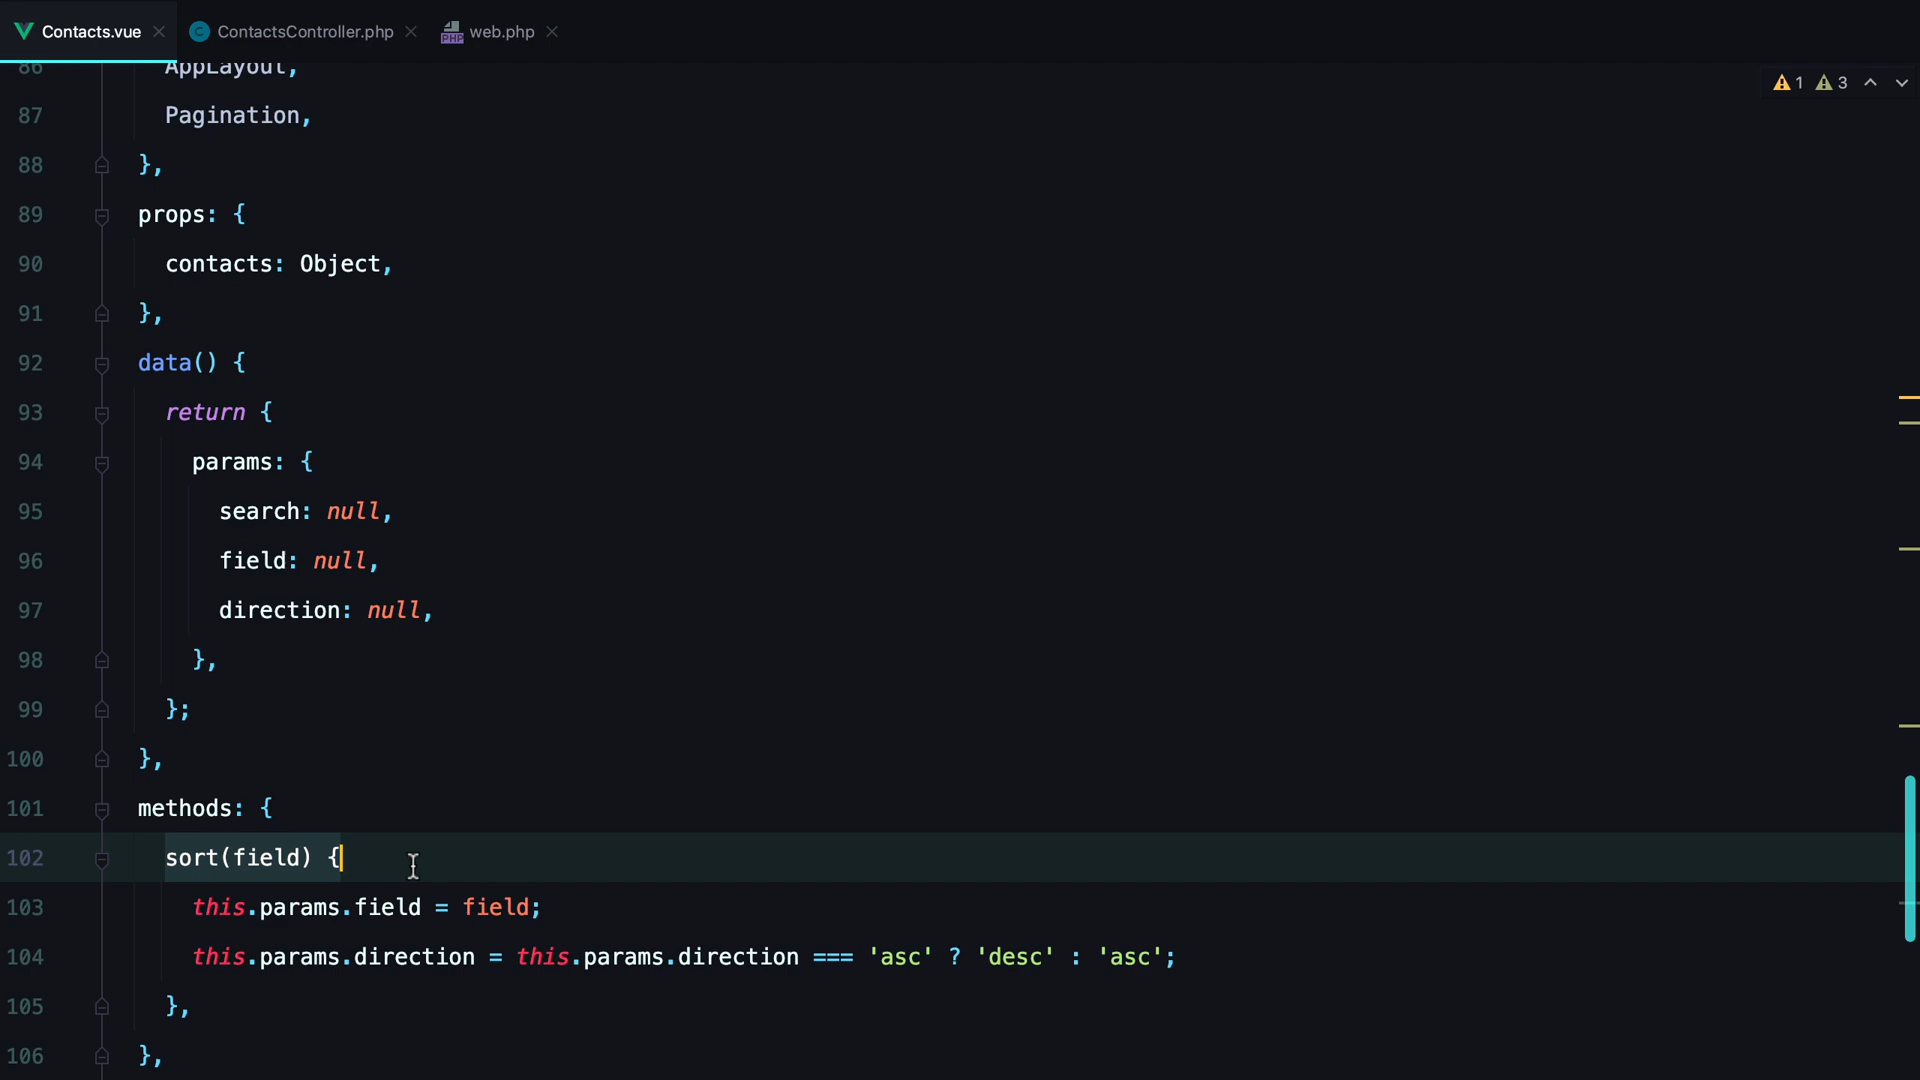 Contacts.vue ContactsController.php web.php
1 3
86 AppLayout,
87 Pagination,
88 },
89 props: {
90 contacts: Object,
91 },
92 data() {
93 return {
94 params: {
95 search: null,
96 field: null,
97 direction: null,
98 },
99 };
100 },
101 methods: {
102 sort(field) {
103 this.params.field = field;
104 this.params.direction = this.params.direction === 'asc' ? 'desc' : 'asc';
105 },
106 },